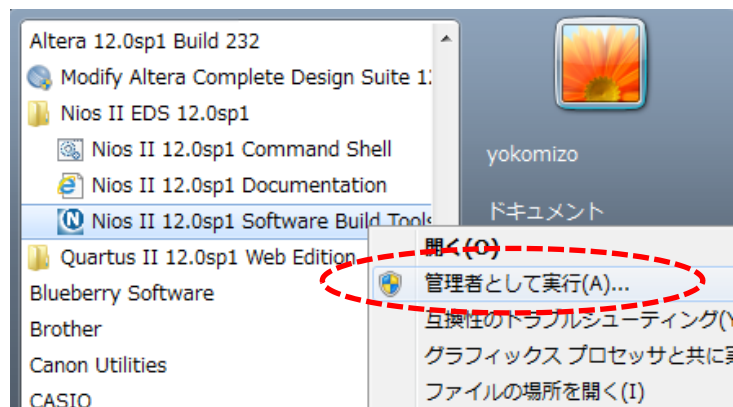 Altera 12.0sp1 Build 232
Modify Altera Complete Design Suite 12
Nios II EDS 12.0sp1
Nios II 12.0sp1 Command Shell
Nios II 12.0sp1 Documentation
Nios II 12.0sp1 Software Build Tools
Quartus II 12.0sp1 Web Edition
Blueberry Software
Brother
Canon Utilities
CASIO
yokomizo
ドキュメント
開く(O)
管理者として実行(A)...
互換性のトラブルシューティング(Y
グラフィックス プロセッサと共に実
ファイルの場所を開く(I)